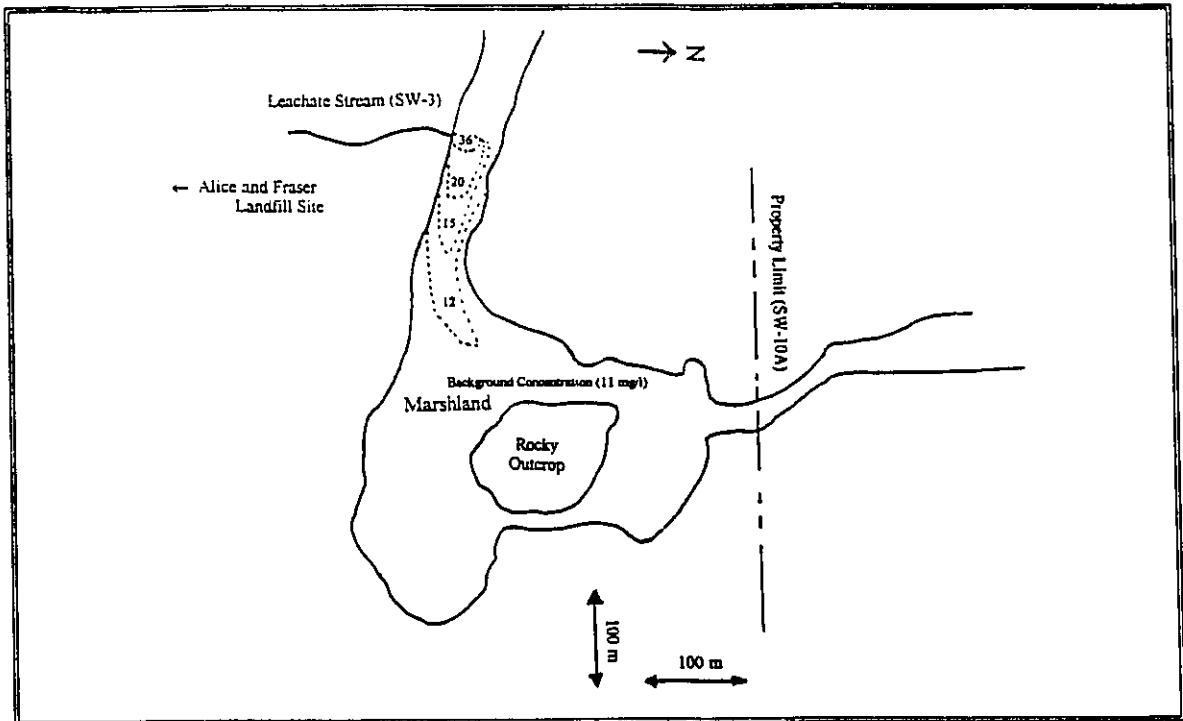 N
Leachate Stream (SW-3)
36
← Alice and Fraser
Landfill Site
20
15
12
Property Limit (SW-10A)
Background Concentration (11 mg/l)
Marshland
Rocky
Outcrop
100 m
100 m